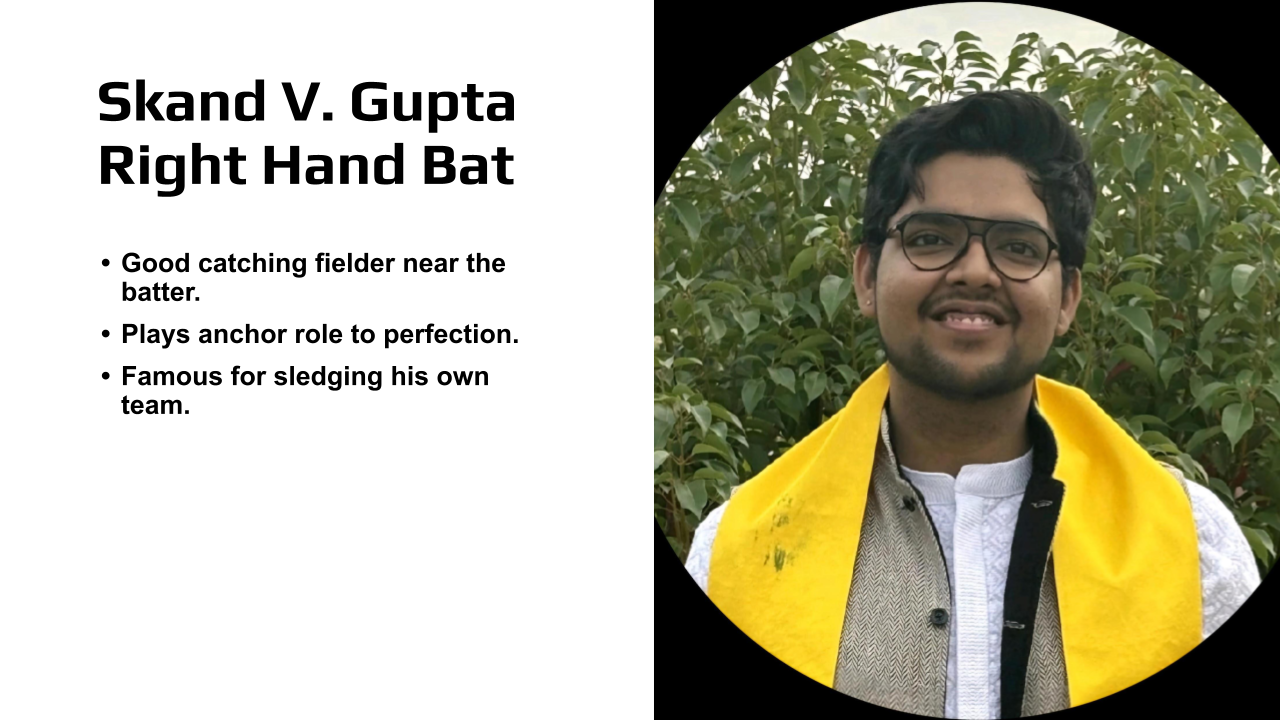 Skand V. Gupta
Right Hand Bat
• Good catching fielder near the
batter.
• Plays anchor role to perfection.
• Famous for sledging his own
team.